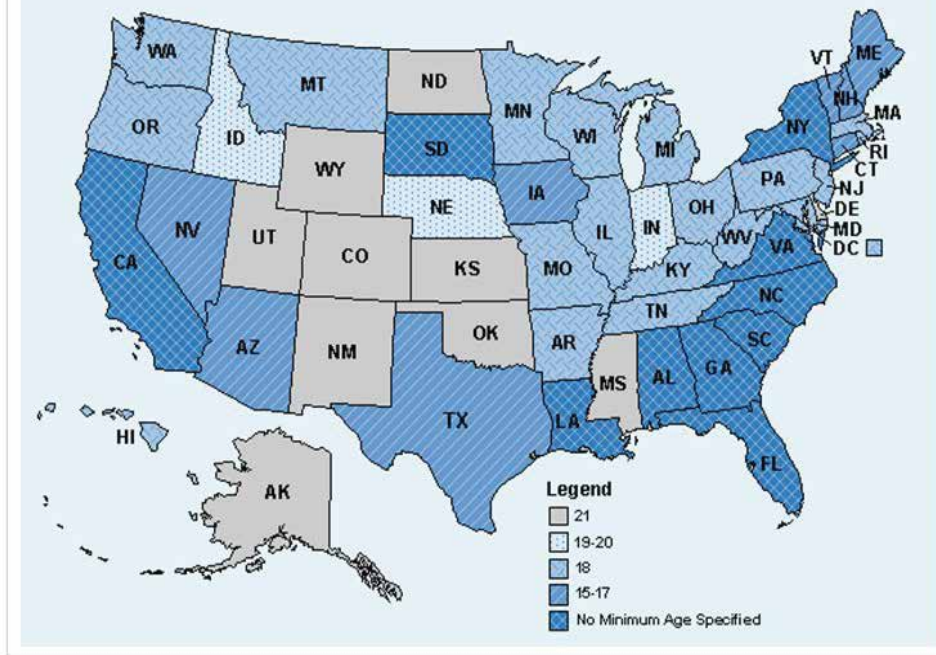 WA
MT
ND
MN
VT
ME
NH
MA
OR
ID
SD
WI
MI
NY
RI
CT
WY
IA
PA
NJ
NE
OH
DE
NV
UT
CO
IL
IN
WV
MD
VA
DC
CA
KS
MO
KY
NC
TN
AZ
NM
OK
AR
SC
MS
AL
GA
TX
LA
HI
FL
AK
Legend
21
19-20
18
15-17
No Minimum Age Specified